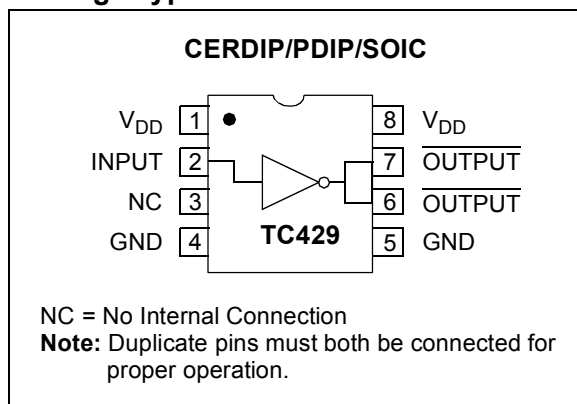 CERDIP/PDIP/SOIC
VDD 1 8 VDD
INPUT 2 7 OUTPUT
NC 3 6 OUTPUT
GND 4 TC429 5 GND
NC = No Internal Connection
Note: Duplicate pins must both be connected for
proper operation.